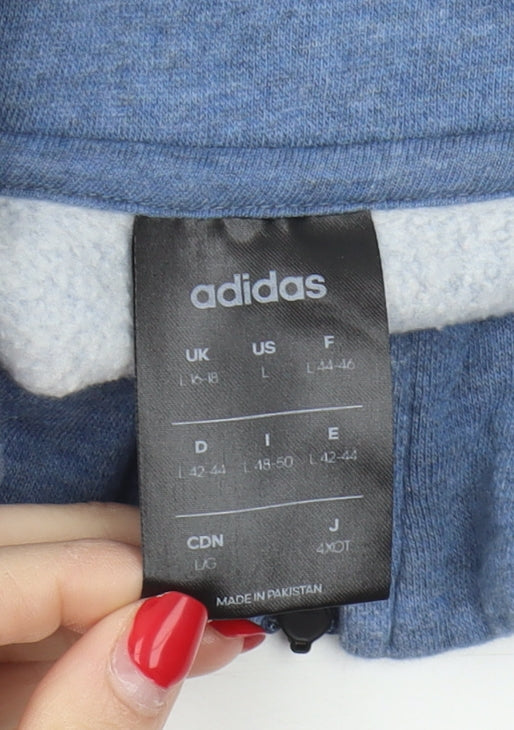 adidas
UK US F
L 16-18 L L 44-46
D I E
L 42-44 L 48-50 L 42-44
CDN J
L/G 4XOT
MADE IN PAKISTAN